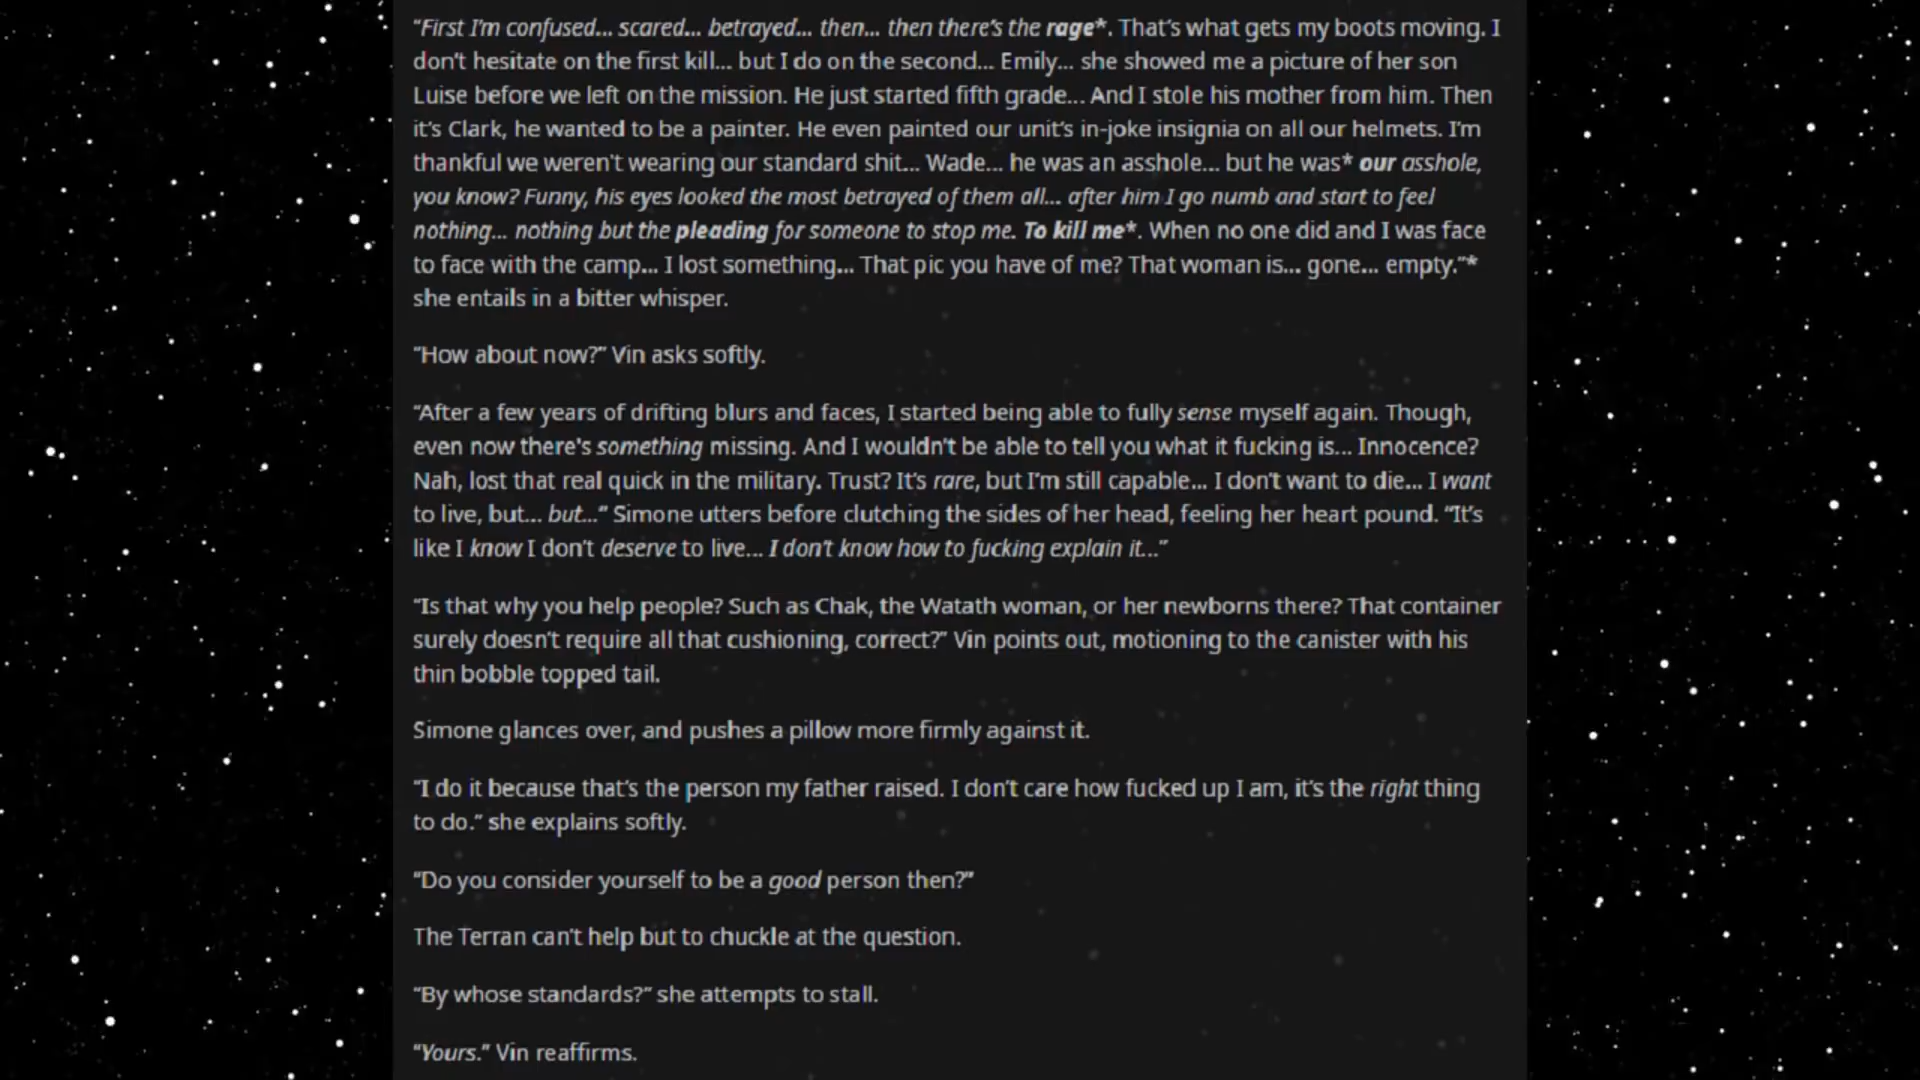 “First I’m confused... scared... betrayed... then... then there’s the rage*. That’s what gets my boots moving. I
don’t hesitate on the first kill... but I do on the second... Emily... she showed me a picture of her son
Luise before we left on the mission. He just started fifth grade... And I stole his mother from him. Then
it’s Clark, he wanted to be a painter. He even painted our unit’s in-joke insignia on all our helmets. I’m
thankful we weren't wearing our standard shit... Wade... he was an asshole... but he was* our asshole,
you know? Funny, his eyes looked the most betrayed of them all... after him I go numb and start to feel
nothing... nothing but the pleading for someone to stop me. To kill me*. When no one did and I was face
to face with the camp... I lost something... That pic you have of me? That woman is... gone... empty.”*
she entails in a bitter whisper.
“How about now?” Vin asks softly.
“After a few years of drifting blurs and faces, I started being able to fully sense myself again. Though,
even now there's something missing. And I wouldn’t be able to tell you what it fucking is... Innocence?
Nah, lost that real quick in the military. Trust? It’s rare, but I’m still capable... I don’t want to die... I want
to live, but... but...” Simone utters before clutching the sides of her head, feeling her heart pound. “It’s
like I know I don’t deserve to live... I don’t know how to fucking explain it...”
“Is that why you help people? Such as Chak, the Watath woman, or her newborns there? That container
surely doesn’t require all that cushioning, correct?” Vin points out, motioning to the canister with his
thin bobble topped tail.
Simone glances over, and pushes a pillow more firmly against it.
“I do it because that’s the person my father raised. I don’t care how fucked up I am, it’s the right thing
to do.” she explains softly.
“Do you consider yourself to be a good person then?”
The Terran can’t help but to chuckle at the question.
“By whose standards?” she attempts to stall.
“Yours.” Vin reaffirms.